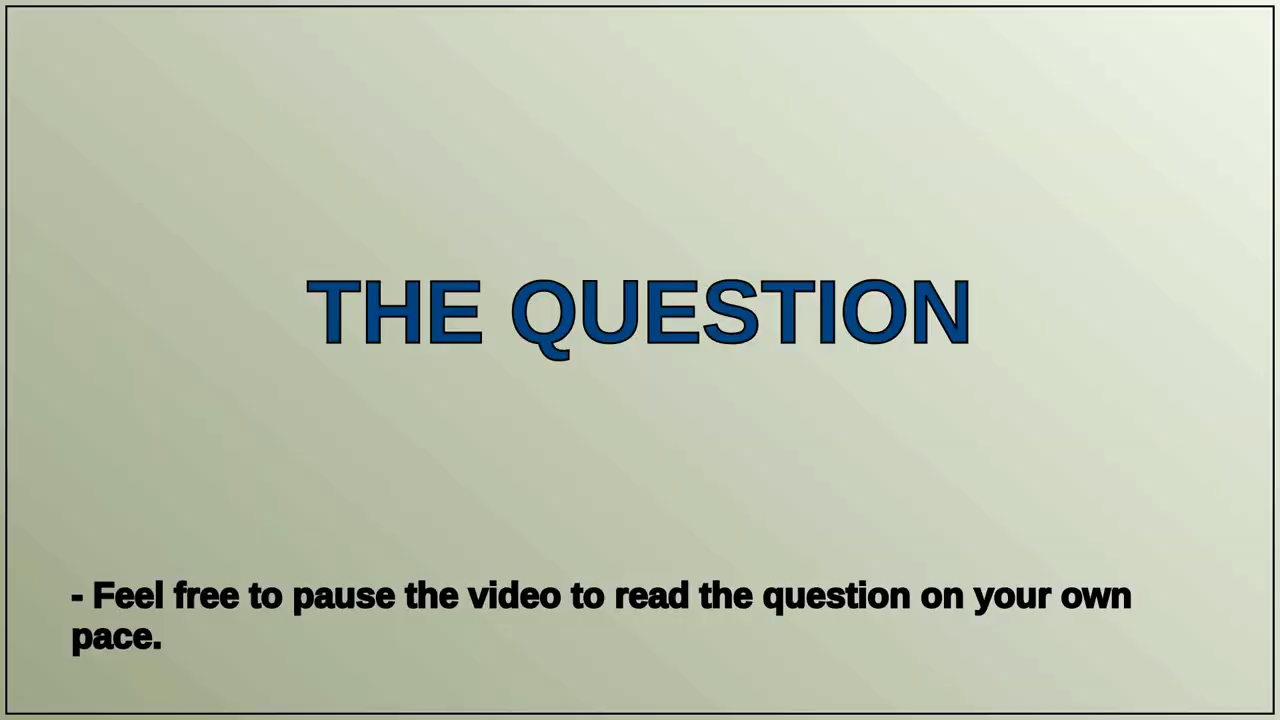 THE QUESTION
- Feel free to pause the video to read the question on your own
pace.